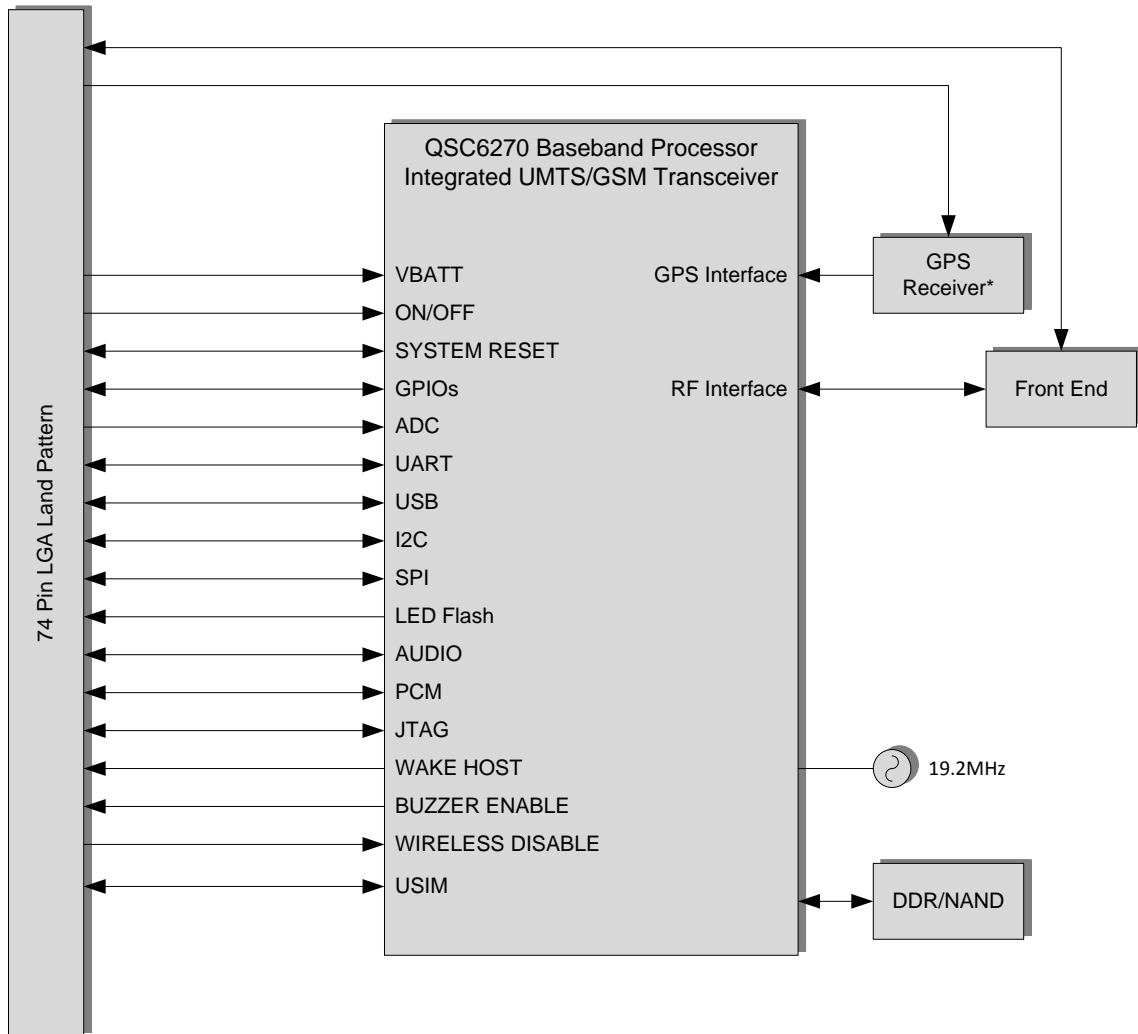 QSC6270 Baseband Processor
Integrated UMTS/GSM Transceiver
74 Pin LGA Land Pattern
VBATT
ON/OFF
SYSTEM RESET
GPIOs
ADC
UART
USB
I2C
SPI
LED Flash
AUDIO
PCM
JTAG
WAKE HOST
BUZZER ENABLE
WIRELESS DISABLE
USIM
GPS Interface
RF Interface
GPS
Receiver*
Front End
19.2MHz
DDR/NAND